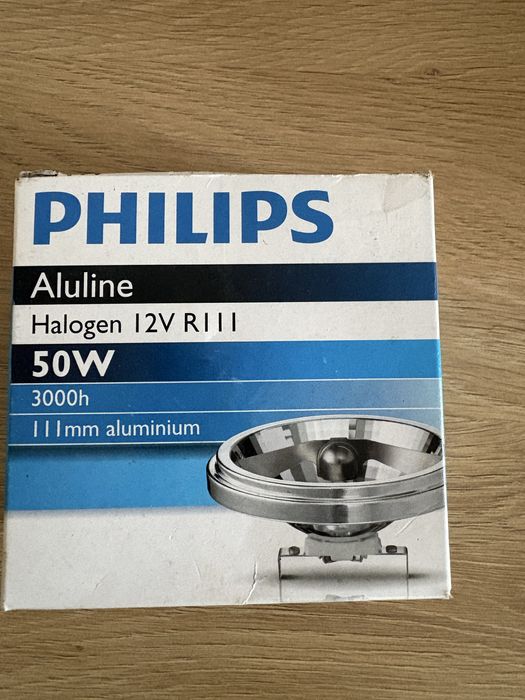 PHILIPS
Aluline
Halogen 12V R111
50W
3000h
111mm aluminium